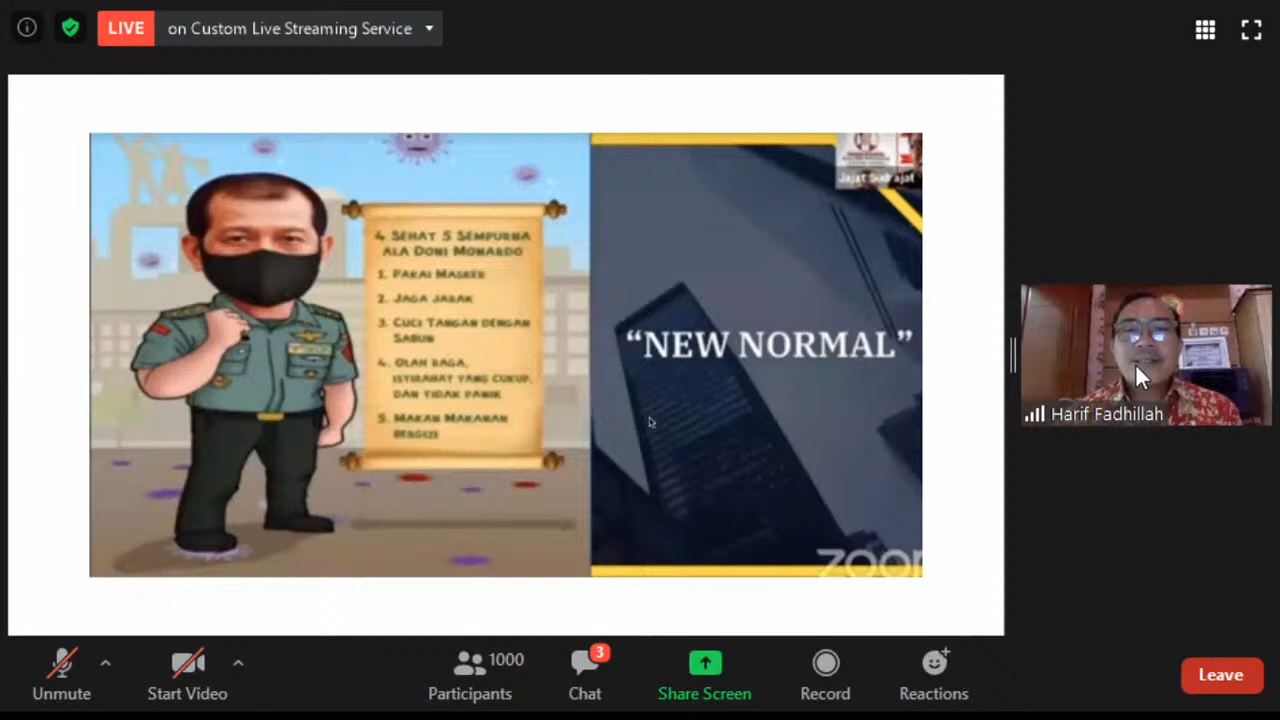 LIVE on Custom Live Streaming Service
Jajat Sudrajat
4 SEHAT 5 SEMPURNA
ALA DONI MONARDO
1. PAKAI MASKER
2. JAGA JARAK
3. CUCI TANGAN DENGAN
SABUN
4. OLAH RAGA,
ISTIRAHAT YANG CUKUP,
DAN TIDAK PANIK
5. MAKAN MAKANAN
BERGIZI
“NEW NORMAL”
zoom
Harif Fadhillah
Unmute
Start Video
1000
Participants
3
Chat
Share Screen
Record
Reactions
Leave